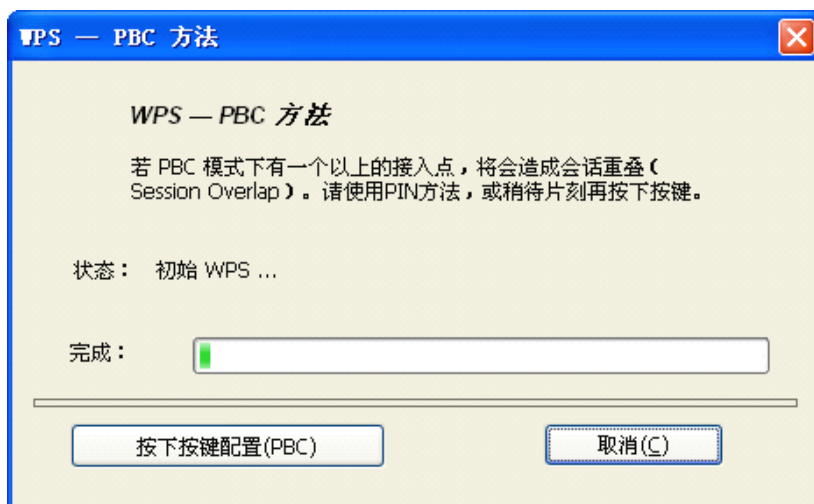 WPS — PBC 方法
WPS — PBC 方法
若 PBC 模式下有一个以上的接入点，将会造成会话重叠（
Session Overlap）。请使用PIN方法，或稍待片刻再按下按键。
状态： 初始 WPS ...
完成：
按下按键配置(PBC) 取消(C)